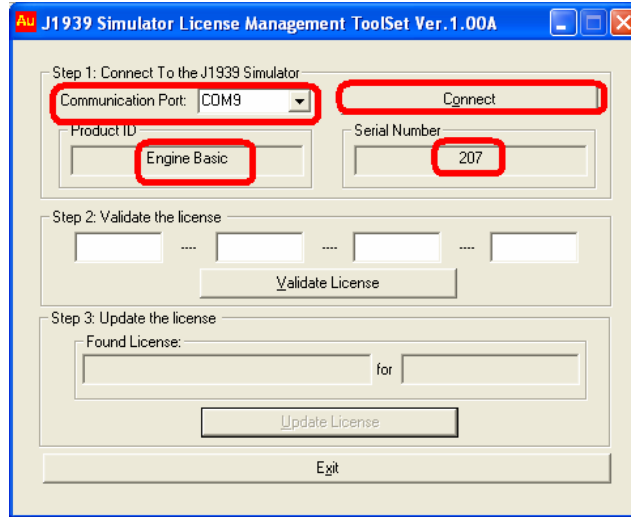 Au J1939 Simulator License Management ToolSet Ver.1.00A
Step 1: Connect To the J1939 Simulator
Communication Port: COM9 Connect
Product ID Serial Number
Engine Basic 207
Step 2: Validate the license
---- ---- ----
Validate License
Step 3: Update the license
Found License:
for
Update License
Exit